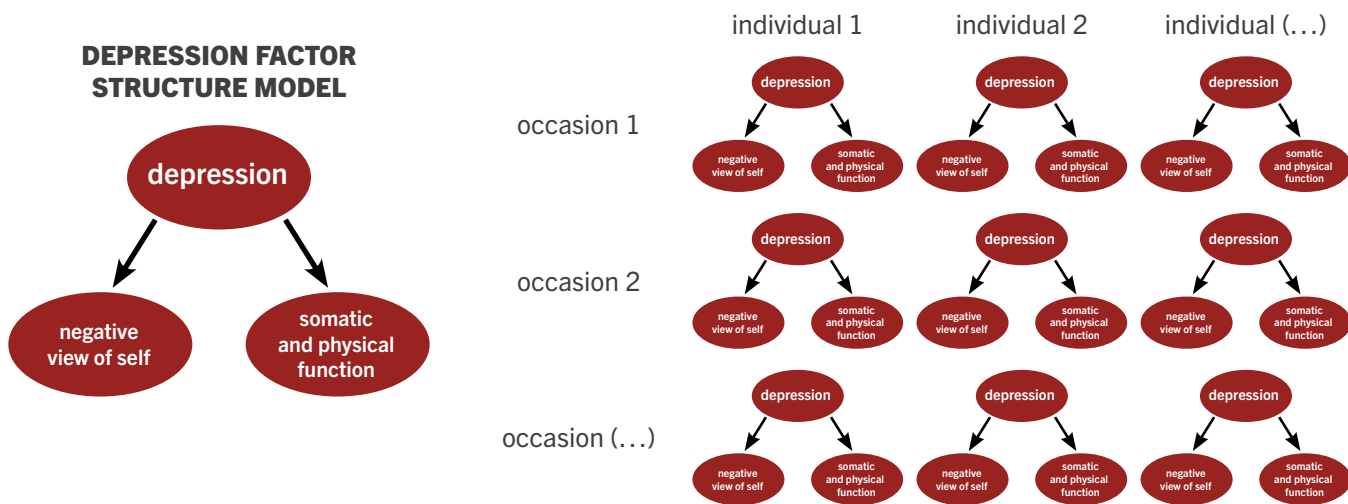 DEPRESSION FACTOR
STRUCTURE MODEL
depression
negative
view of self
somatic
and physical
function
individual 1
individual 2
individual (...)
occasion 1
depression
negative
view of self
somatic
and physical
function
depression
negative
view of self
somatic
and physical
function
depression
negative
view of self
somatic
and physical
function
occasion 2
depression
negative
view of self
somatic
and physical
function
depression
negative
view of self
somatic
and physical
function
depression
negative
view of self
somatic
and physical
function
occasion (...)
depression
negative
view of self
somatic
and physical
function
depression
negative
view of self
somatic
and physical
function
depression
negative
view of self
somatic
and physical
function